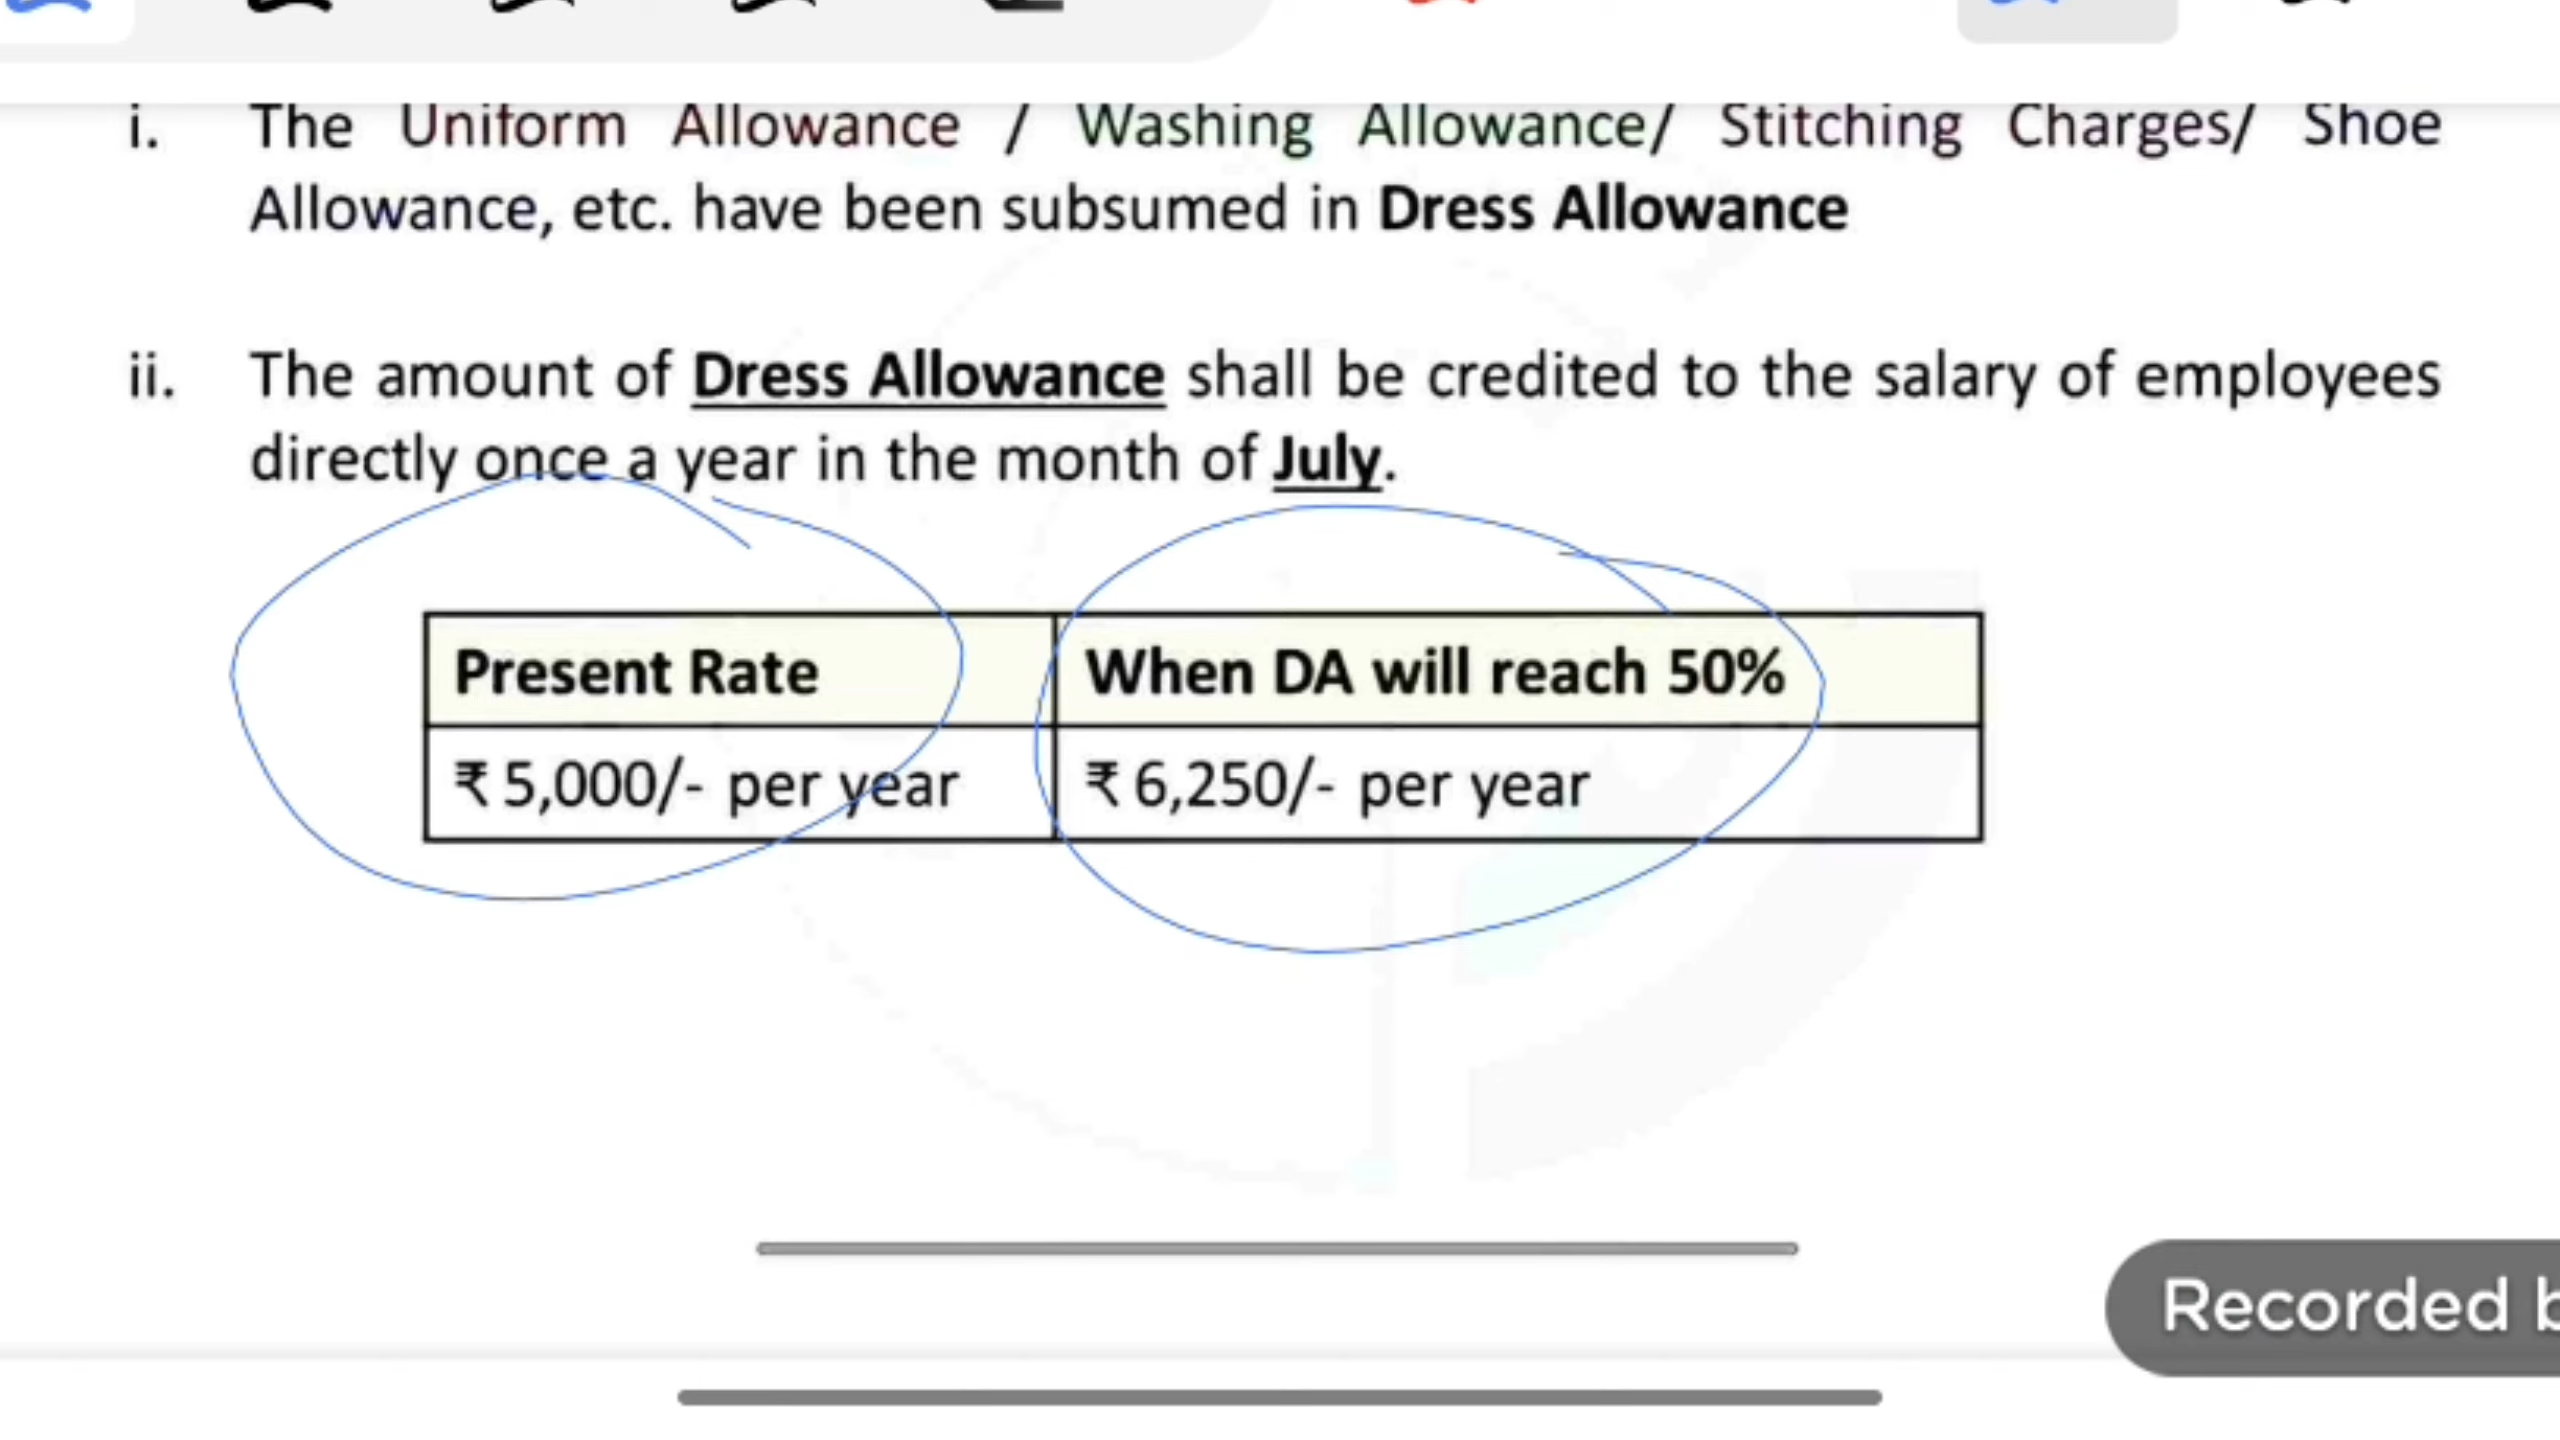 i. The Uniform Allowance / Washing Allowance/ Stitching Charges/ Shoe
Allowance, etc. have been subsumed in Dress Allowance
ii. The amount of Dress Allowance shall be credited to the salary of employees
directly once a year in the month of July.
Present Rate When DA will reach 50%
₹ 5,000/- per year ₹ 6,250/- per year
Recorded